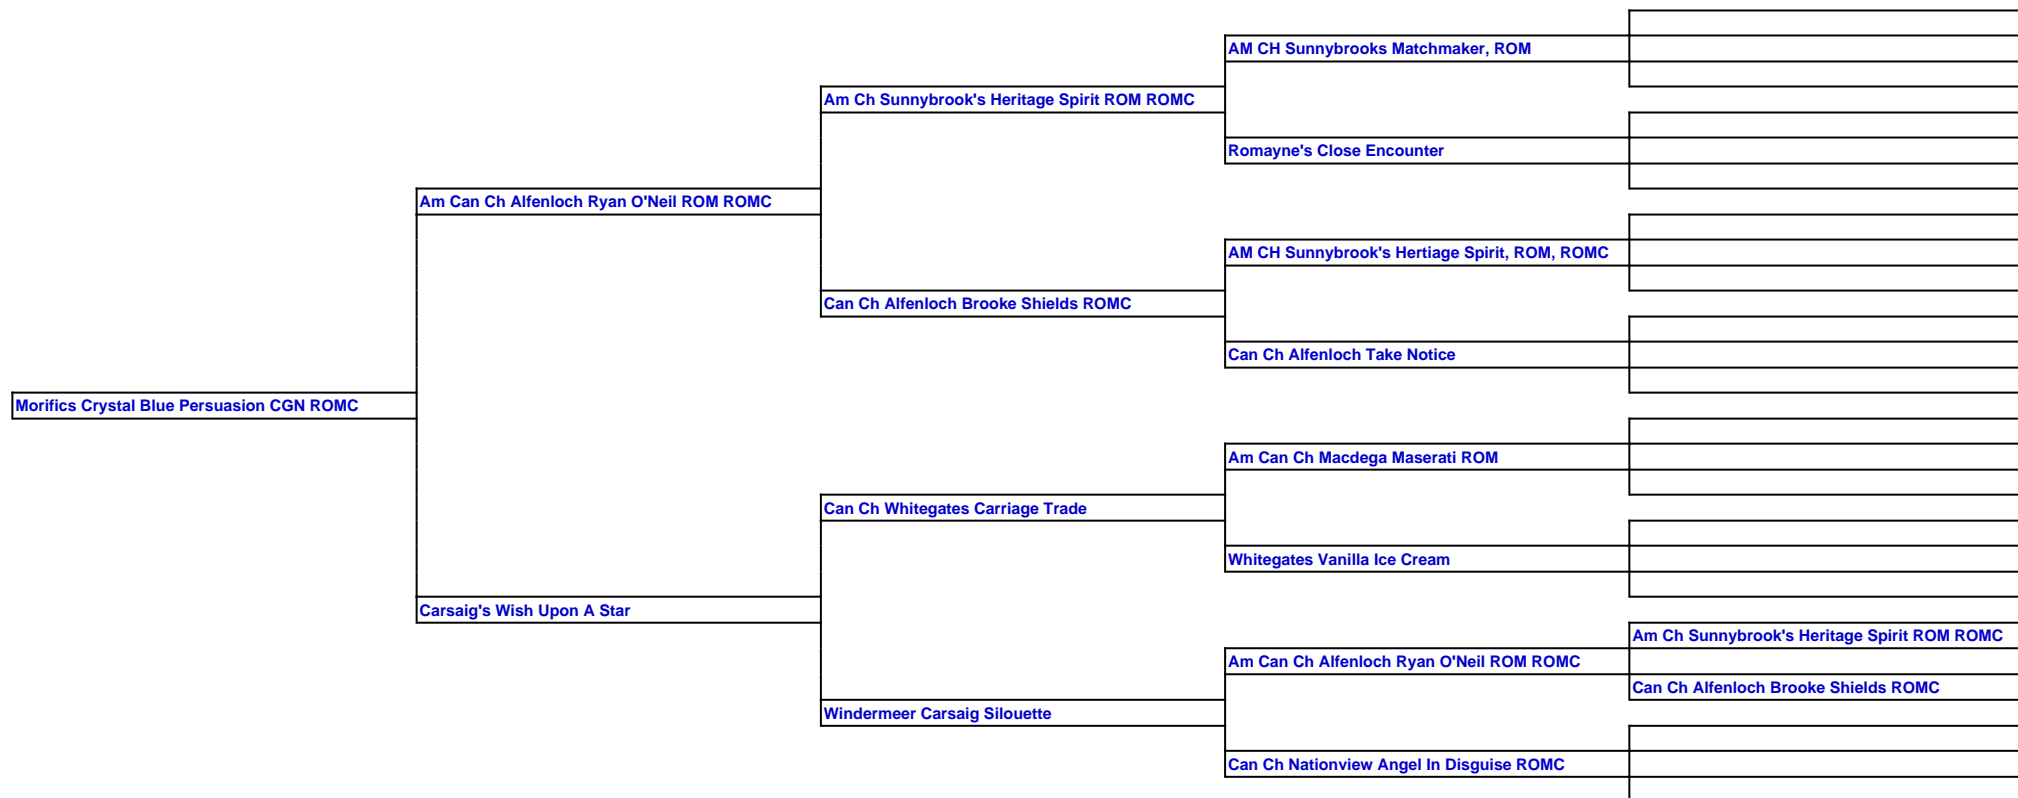 AM CH Sunnybrooks Matchmaker, ROM
Am Ch Sunnybrook's Heritage Spirit ROM ROMC
Romayne's Close Encounter
Am Can Ch Alfenloch Ryan O'Neil ROM ROMC
AM CH Sunnybrook's Hertiage Spirit, ROM, ROMC
Can Ch Alfenloch Brooke Shields ROMC
Can Ch Alfenloch Take Notice
Morifics Crystal Blue Persuasion CGN ROMC
Am Can Ch Macdega Maserati ROM
Can Ch Whitegates Carriage Trade
Whitegates Vanilla Ice Cream
Carsaig's Wish Upon A Star
Am Ch Sunnybrook's Heritage Spirit ROM ROMC
Am Can Ch Alfenloch Ryan O'Neil ROM ROMC
Can Ch Alfenloch Brooke Shields ROMC
Windermeer Carsaig Silouette
Can Ch Nationview Angel In Disguise ROMC